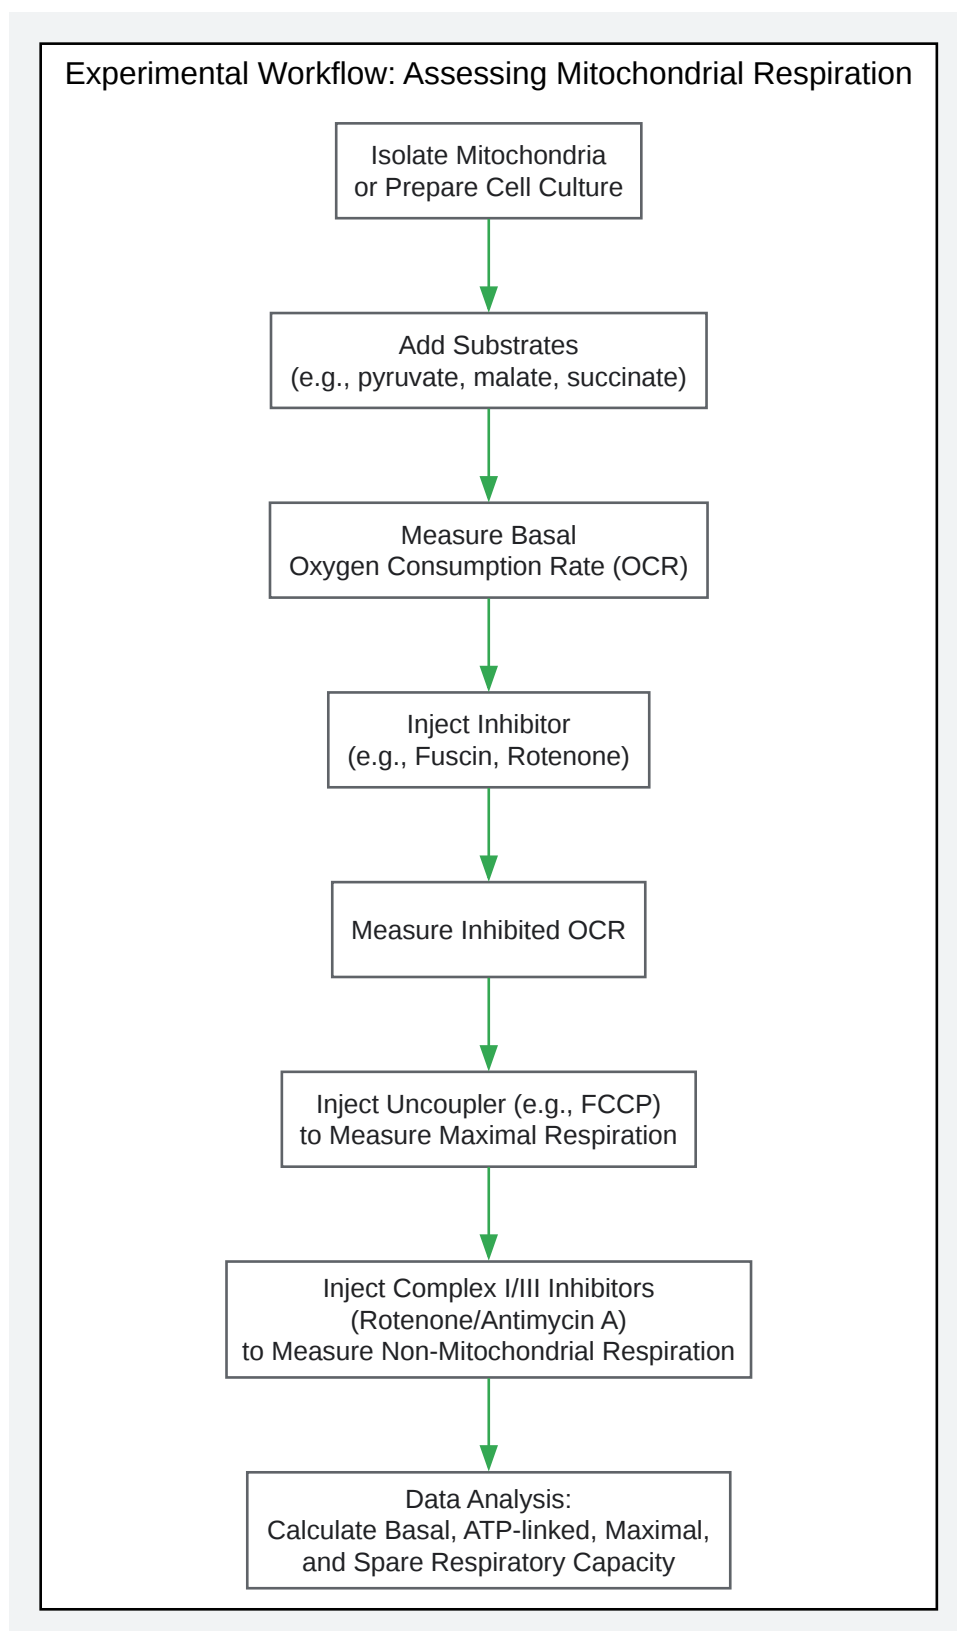 Experimental Workflow: Assessing Mitochondrial Respiration
Isolate Mitochondria
or Prepare Cell Culture
Add Substrates
(e.g., pyruvate, malate, succinate)
Measure Basal
Oxygen Consumption Rate (OCR)
Inject Inhibitor
(e.g., Fuscin, Rotenone)
Measure Inhibited OCR
Inject Uncoupler (e.g., FCCP)
to Measure Maximal Respiration
Inject Complex I/III Inhibitors
(Rotenone/Antimycin A)
to Measure Non-Mitochondrial Respiration
Data Analysis:
Calculate Basal, ATP-linked, Maximal,
and Spare Respiratory Capacity